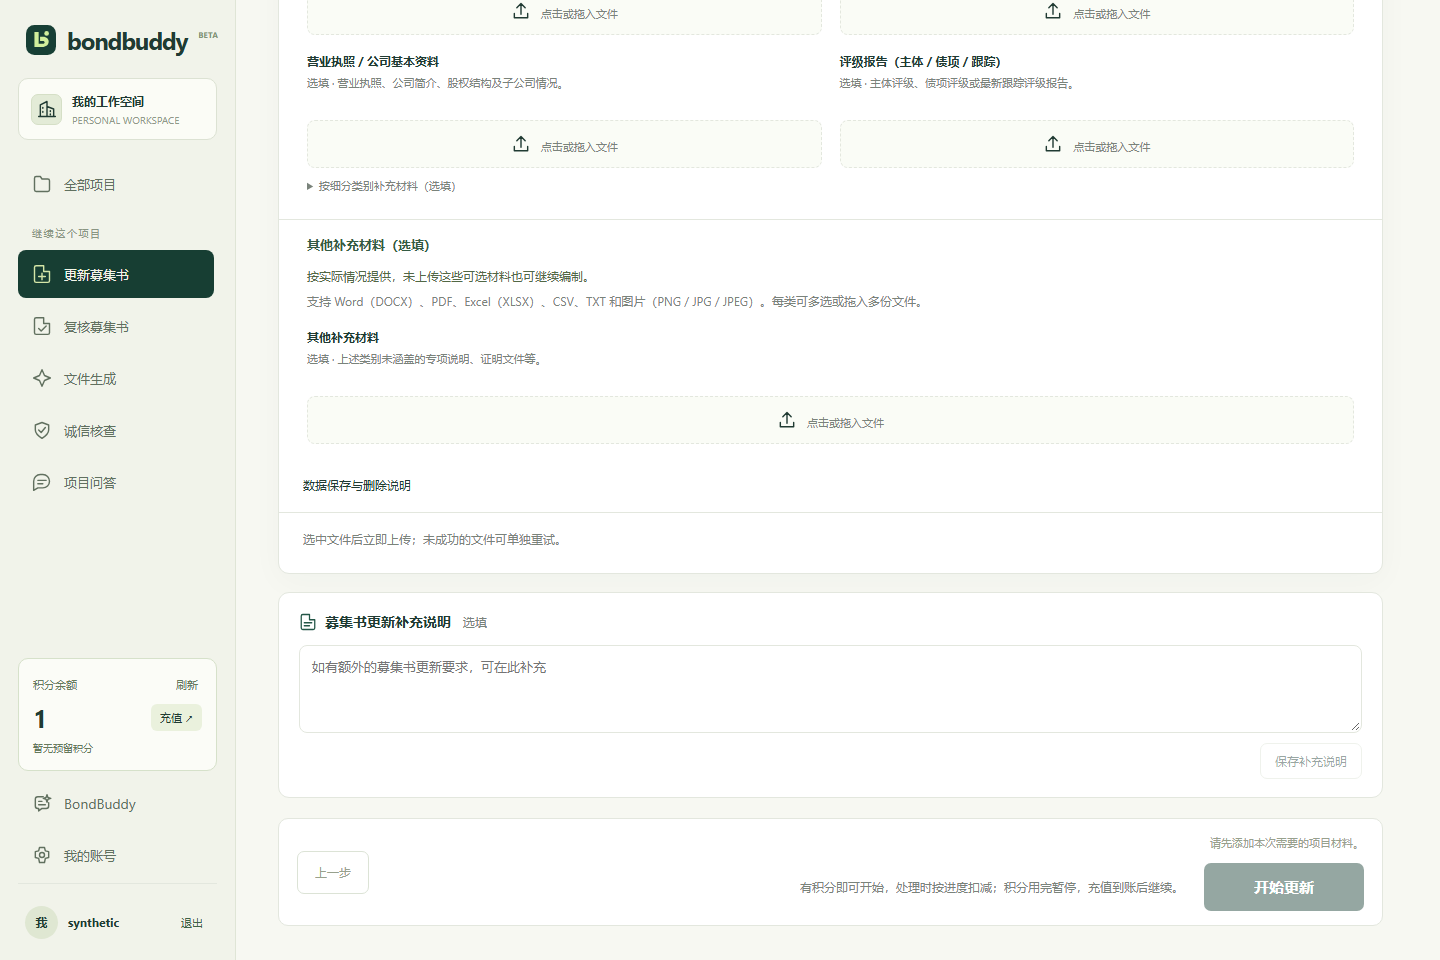 bondbuddy BETA
我的工作空间
PERSONAL WORKSPACE
全部项目
继续这个项目
更新募集书
复核募集书
文件生成
诚信核查
项目问答
积分余额 刷新
1 充值 ↗
暂无预留积分
BondBuddy
我的账号
我 synthetic 退出
点击或拖入文件 点击或拖入文件
营业执照 / 公司基本资料
选填 · 营业执照、公司简介、股权结构及子公司情况。
点击或拖入文件
评级报告（主体 / 债项 / 跟踪）
选填 · 主体评级、债项评级或最新跟踪评级报告。
点击或拖入文件
▶ 按细分类别补充材料（选填）
其他补充材料（选填）
按实际情况提供，未上传这些可选材料也可继续编制。
支持 Word（DOCX）、PDF、Excel（XLSX）、CSV、TXT 和图片（PNG / JPG / JPEG）。每类可多选或拖入多份文件。
其他补充材料
选填 · 上述类别未涵盖的专项说明、证明文件等。
点击或拖入文件
数据保存与删除说明
选中文件后立即上传；未成功的文件可单独重试。
募集书更新补充说明 选填
如有额外的募集书更新要求，可在此补充
保存补充说明
上一步
请先添加本次需要的项目材料。
有积分即可开始，处理时按进度扣减；积分用完暂停，充值到账后继续。
开始更新